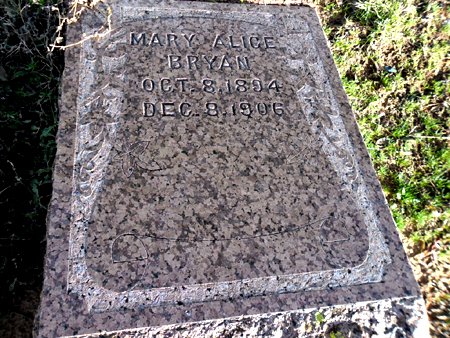 MARY ALICE
BRYAN
OCT. 8, 1894
DEC. 8, 1906